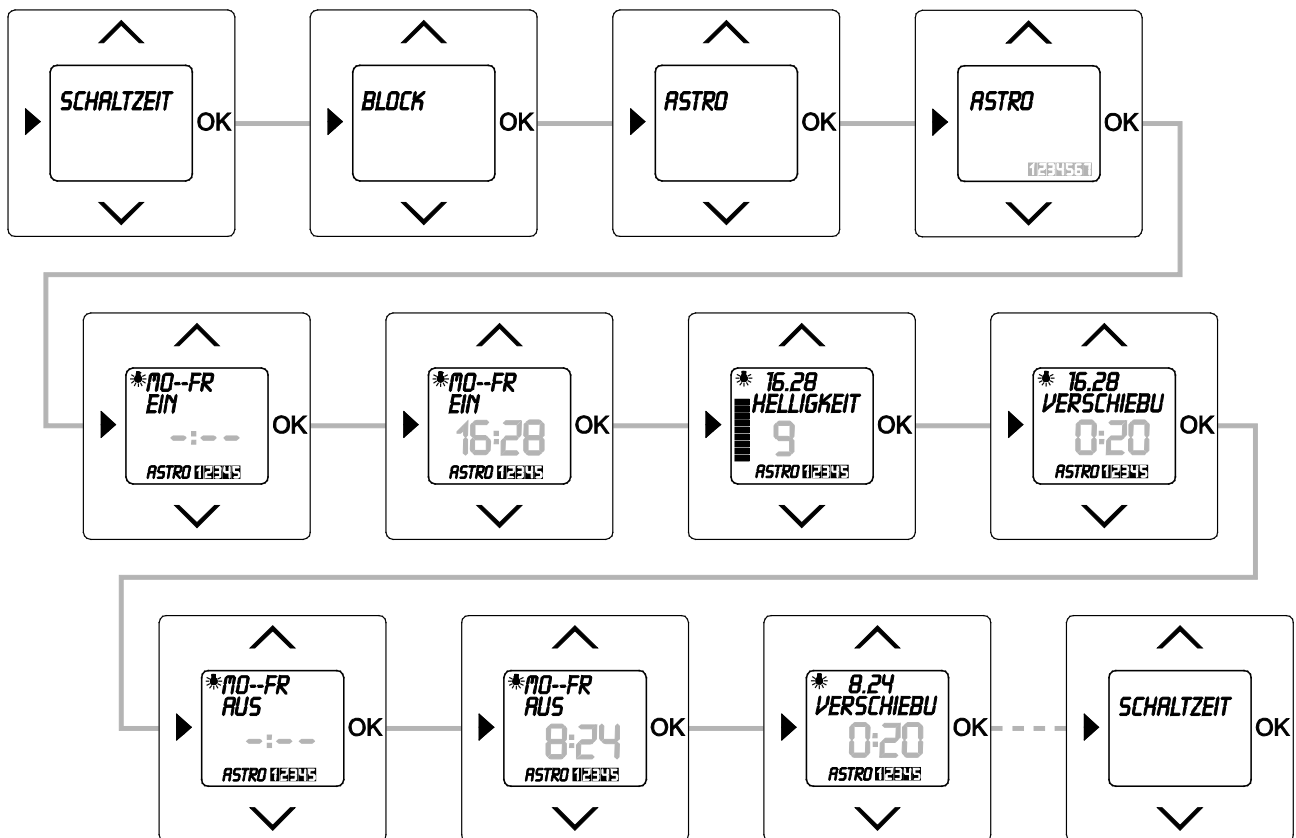 SCHALTZEIT
OK
BLOCK
OK
ASTRO
OK
ASTRO
1234567
OK
MO--FR
EIN
-:--
ASTRO 12345
OK
MO--FR
EIN
16:28
ASTRO 12345
OK
16.28
HELLIGKEIT
9
ASTRO 12345
OK
16.28
VERSCHIEBU
0:20
ASTRO 12345
OK
MO--FR
AUS
-:--
ASTRO 12345
OK
MO--FR
AUS
8:24
ASTRO 12345
OK
8.24
VERSCHIEBU
0:20
ASTRO 12345
OK
SCHALTZEIT
OK